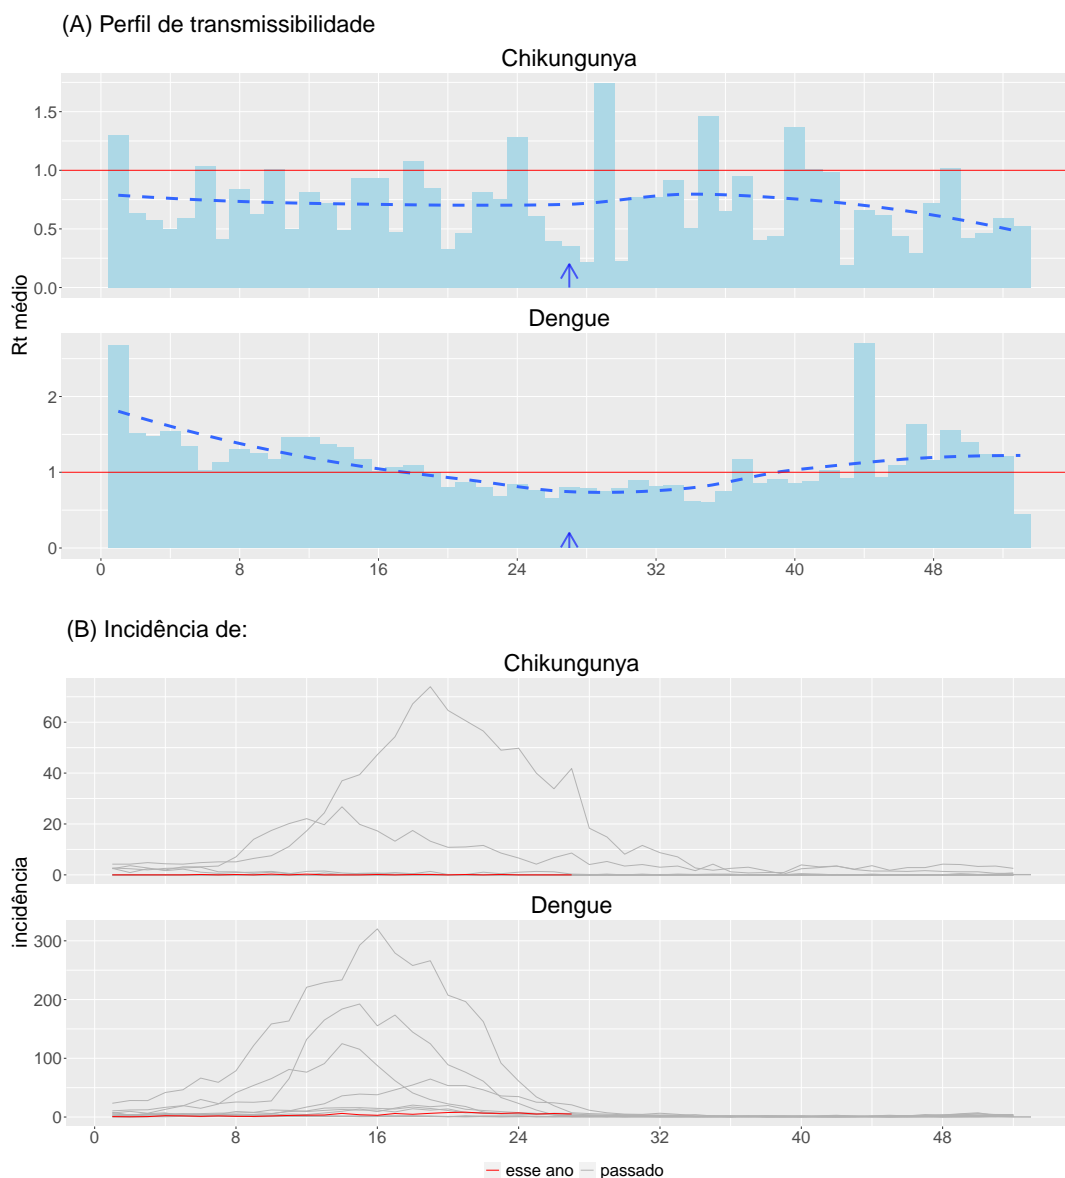 (A) Perfil de transmissibilidade
Chikungunya
1.5
1.0
0.5
0.0
Rt médio
Dengue
2
1
0
0 8 16 24 32 40 48
(B) Incidência de:
Chikungunya
60
40
20
0
incidência
Dengue
300
200
100
0
0 8 16 24 32 40 48
esse ano passado